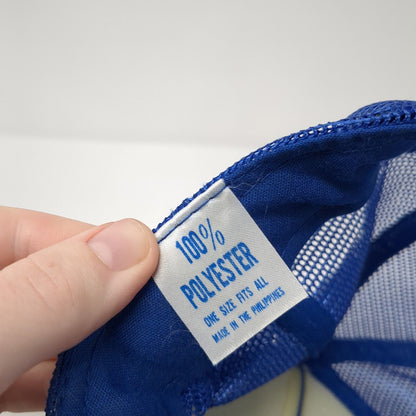 100%
POLYESTER
ONE SIZE FITS ALL
MADE IN THE PHILIPPINES